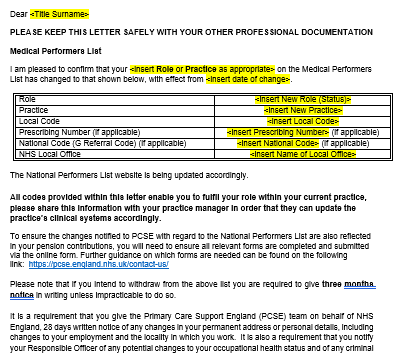 Dear <Title Surname>
PLEASE KEEP THIS LETTER SAFELY WITH YOUR OTHER PROFESSIONAL DOCUMENTATION
Medical Performers List
I am pleased to confirm that your <Insert Role or Practice as appropriate> on the Medical Performers
List has changed to that shown below, with effect from <insert date of change>.
Role <Insert New Role (Status)>
Practice <Insert New Practice>
Local Code <Insert Local Code>
Prescribing Number (if applicable) <Insert Prescribing Number> (if applicable)
National Code (G Referral Code) (if applicable) <Insert National Code> (if applicable)
NHS Local Office <Insert Name of Local Office>
The National Performers List website is being updated accordingly.
All codes provided within this letter enable you to fulfil your role within your current practice,
please share this information with your practice manager in order that they can update the
practice's clinical systems accordingly.
To ensure the changes notified to PCSE with regard to the National Performers List are also reflected
in your pension contributions, you will need to ensure all relevant forms are completed and submitted
via the online form. Further guidance on which forms are needed can be found on the following
link: https://pcse.england.nhs.uk/contact-us/
Please note that if you intend to withdraw from the above list you are required to give three months
notice in writing unless impracticable to do so.
It is a requirement that you give the Primary Care Support England (PCSE) team on behalf of NHS
England, 28 days written notice of any changes in your permanent address or personal details, including
changes to your employment and the locality in which you work. It is also a requirement that you notify
your Responsible Officer of any potential changes to your occupational health status and of any criminal